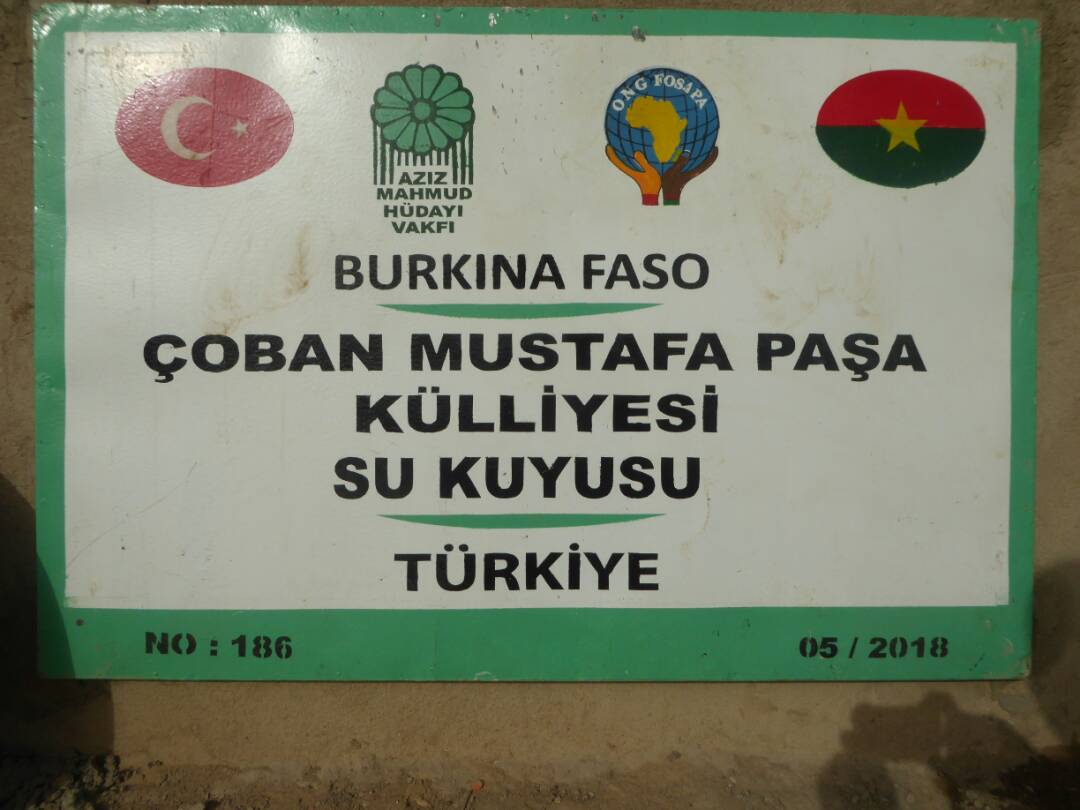 AZIZ
MAHMUD
HÜDAYI
VAKFI
ONG FOSAPA
BURKINA FASO
ÇOBAN MUSTAFA PAŞA
KÜLLİYESİ
SU KUYUSU
TÜRKİYE
NO : 186
05 / 2018